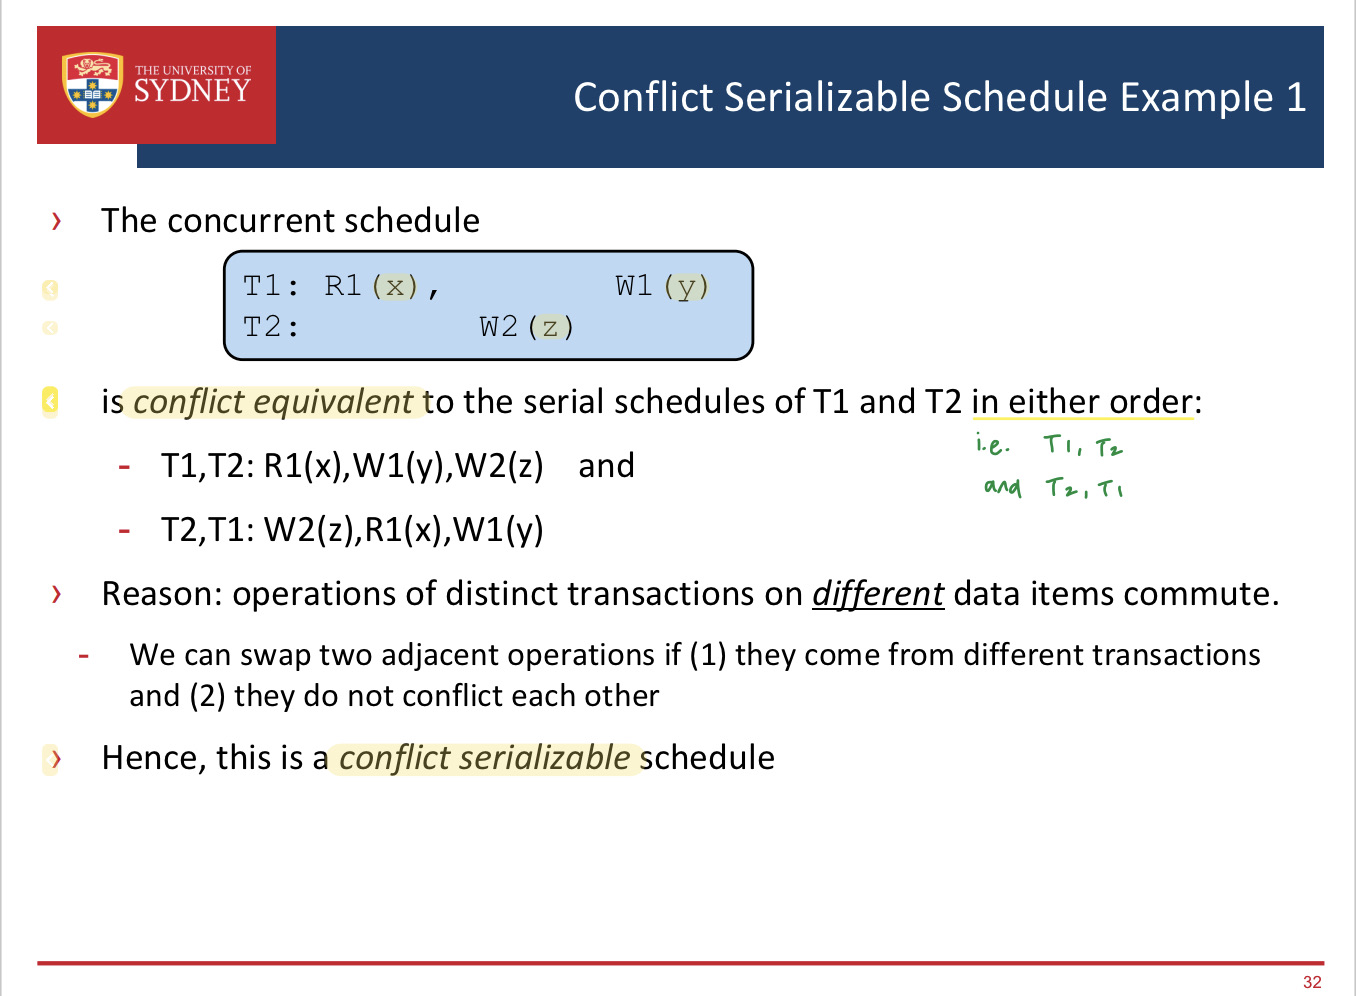 THE UNIVERSITY OF
SYDNEY
Conflict Serializable Schedule Example 1
› The concurrent schedule
T1: R1(x), W1(y)
T2: W2(z)
is conflict equivalent to the serial schedules of T1 and T2 in either order:
i.e. T1, T2
- T1,T2: R1(x),W1(y),W2(z) and
and T2, T1
- T2,T1: W2(z),R1(x),W1(y)
› Reason: operations of distinct transactions on different data items commute.
- We can swap two adjacent operations if (1) they come from different transactions
and (2) they do not conflict each other
› Hence, this is a conflict serializable schedule
32